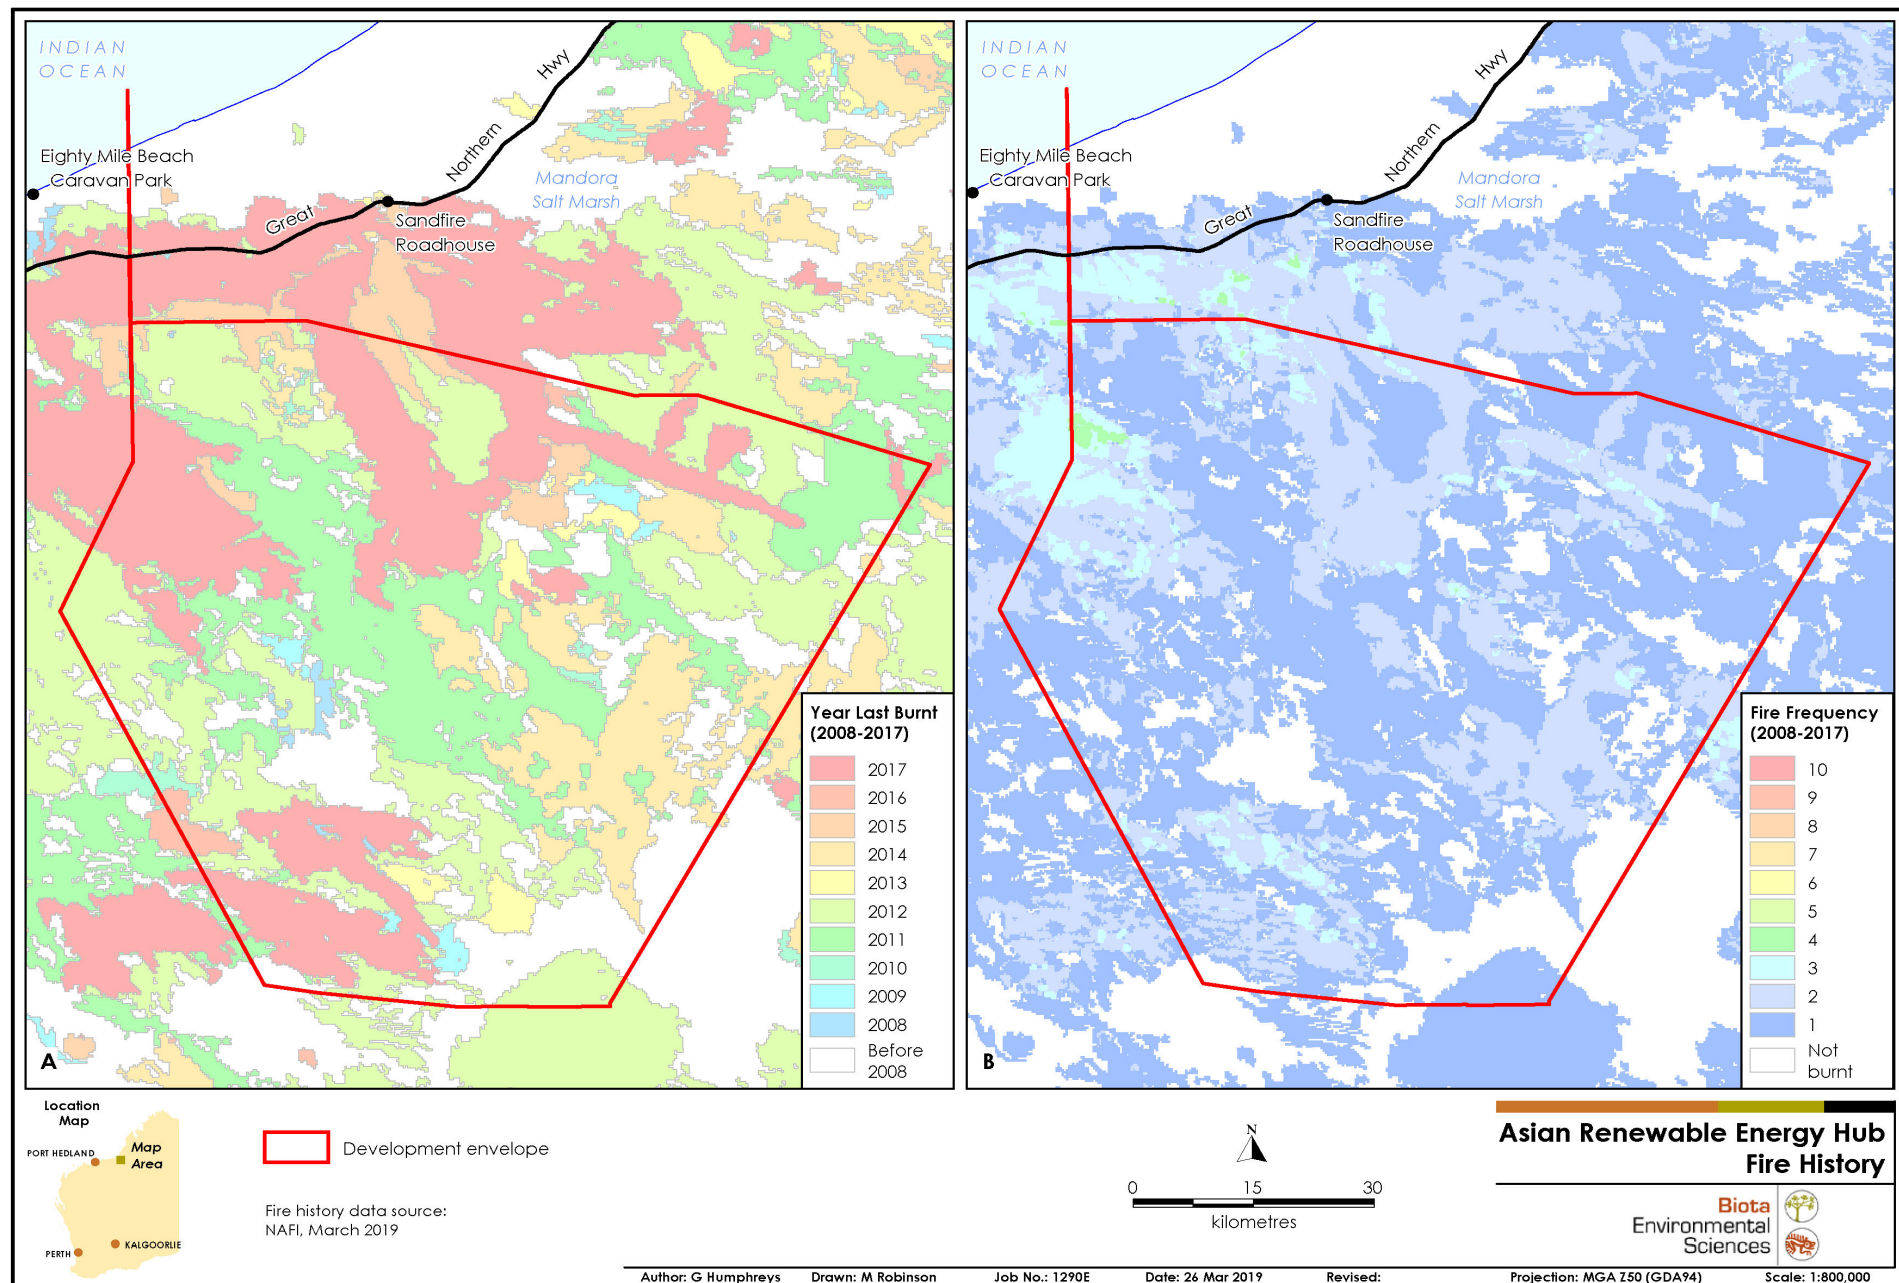 INDIAN
OCEAN
Eighty Mile Beach
Caravan Park
Great
Northern
Hwy
Sandfire
Roadhouse
Mandora
Salt Marsh
Year Last Burnt
(2008-2017)
2017
2016
2015
2014
2013
2012
2011
2010
2009
2008
Before
2008
A
INDIAN
OCEAN
Eighty Mile Beach
Caravan Park
Great
Northern
Hwy
Sandfire
Roadhouse
Mandora
Salt Marsh
Fire Frequency
(2008-2017)
10
9
8
7
6
5
4
3
2
1
Not
burnt
B
Location
Map
PORT HEDLAND
Map
Area
PERTH
KALGOORLIE
Development envelope
Fire history data source:
NAFI, March 2019
N
0 15 30
kilometres
Asian Renewable Energy Hub
Fire History
Biota
Environmental
Sciences
Author: G Humphreys Drawn: M Robinson Job No.: 1290E Date: 26 Mar 2019 Revised: Projection: MGA Z50 (GDA94) Scale: 1:800,000